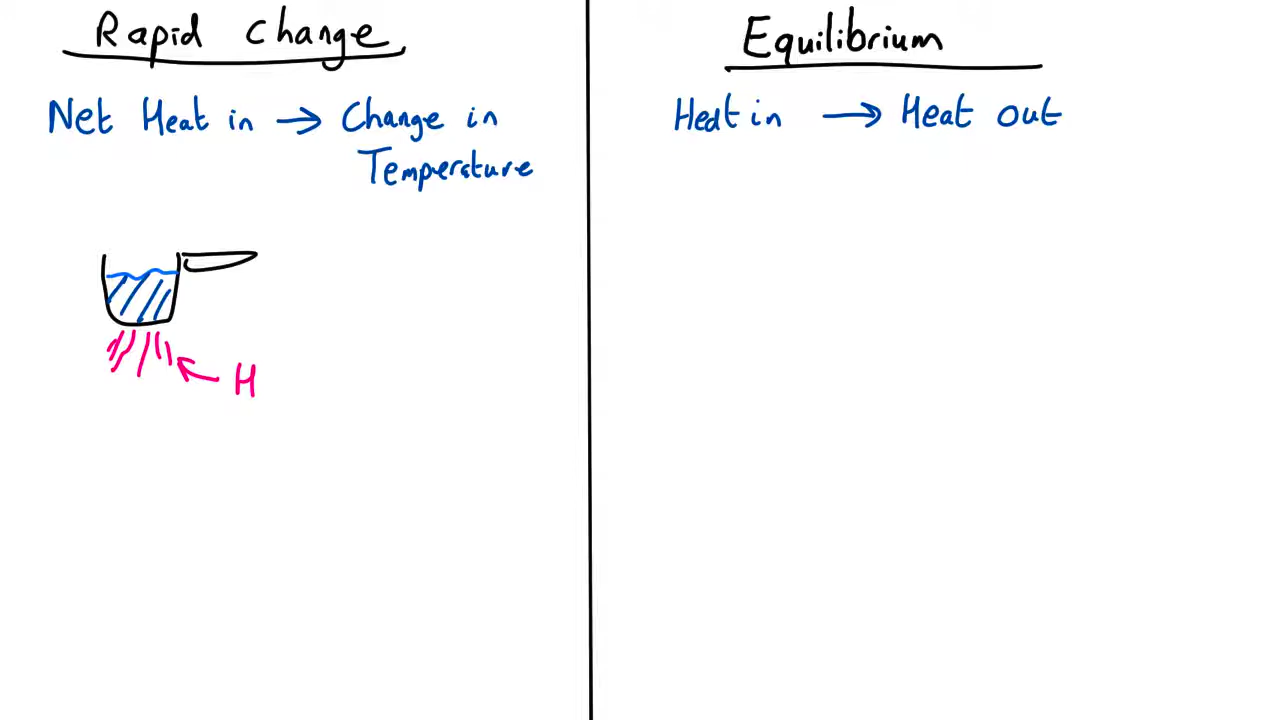 Rapid Change
Net Heat in → Change in
Temperature
H
Equilibrium
Heat in → Heat out